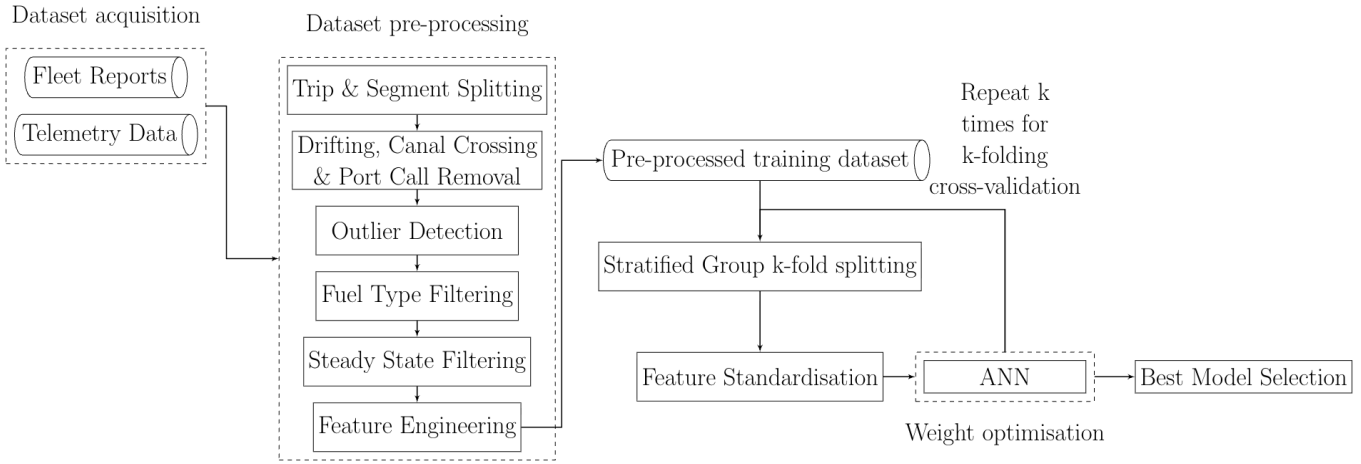 Dataset acquisition
Fleet Reports
Telemetry Data
Dataset pre-processing
Trip & Segment Splitting
Drifting, Canal Crossing
& Port Call Removal
Outlier Detection
Fuel Type Filtering
Steady State Filtering
Feature Engineering
Pre-processed training dataset
Repeat k
times for
k-folding
cross-validation
Stratified Group k-fold splitting
Feature Standardisation
ANN
Weight optimisation
Best Model Selection